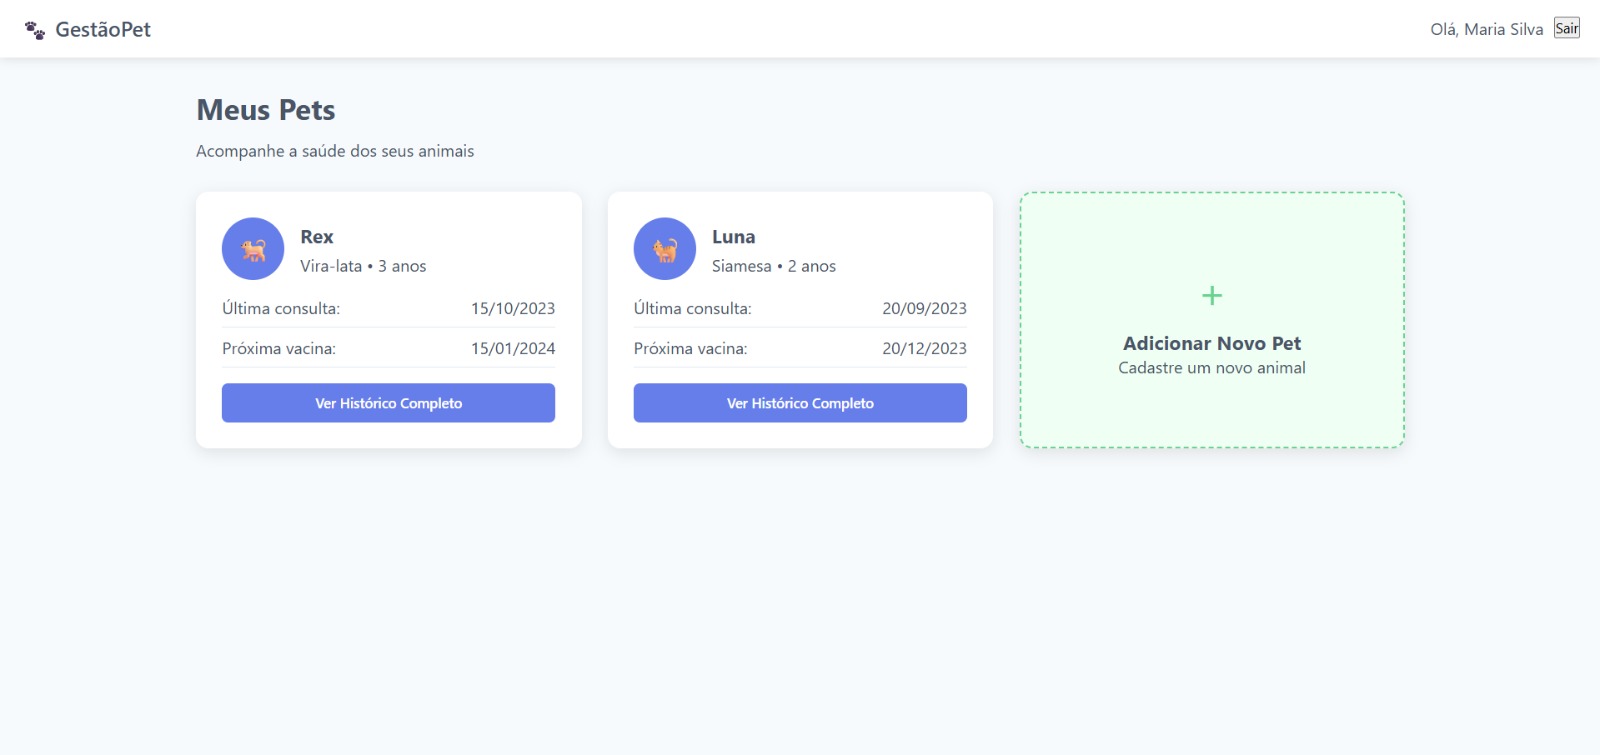 GestãoPet
Olá, Maria Silva
Sair
Meus Pets
Acompanhe a saúde dos seus animais
Rex
Vira-lata • 3 anos
Última consulta: 15/10/2023
Próxima vacina: 15/01/2024
Ver Histórico Completo
Luna
Siamesa • 2 anos
Última consulta: 20/09/2023
Próxima vacina: 20/12/2023
Ver Histórico Completo
+
Adicionar Novo Pet
Cadastre um novo animal